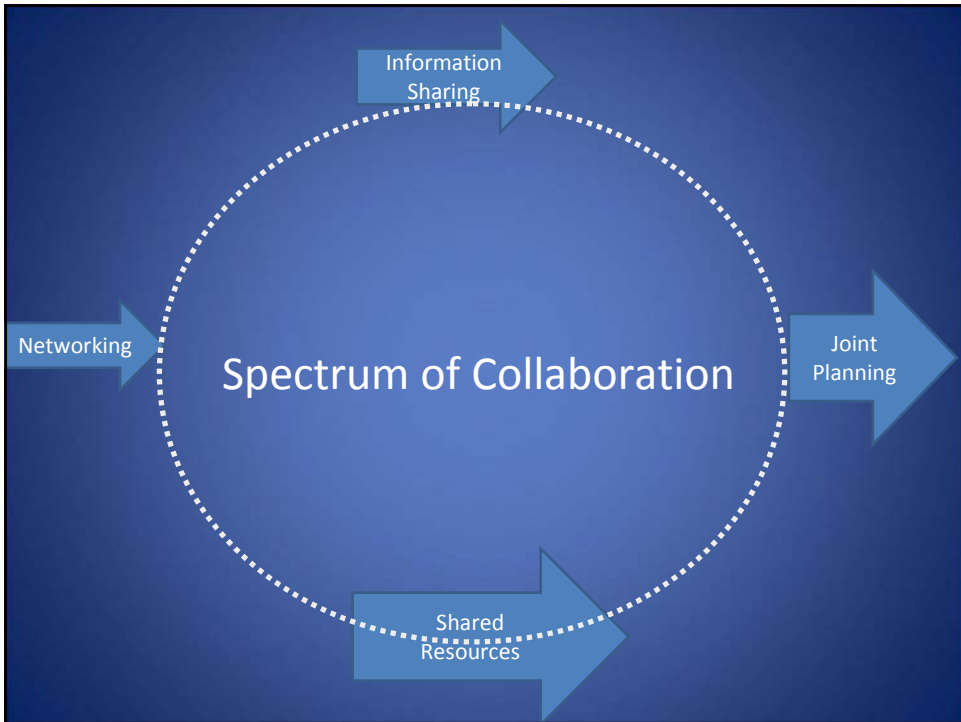 Information
Sharing
Networking
Spectrum of Collaboration
Joint
Planning
Shared
Resources